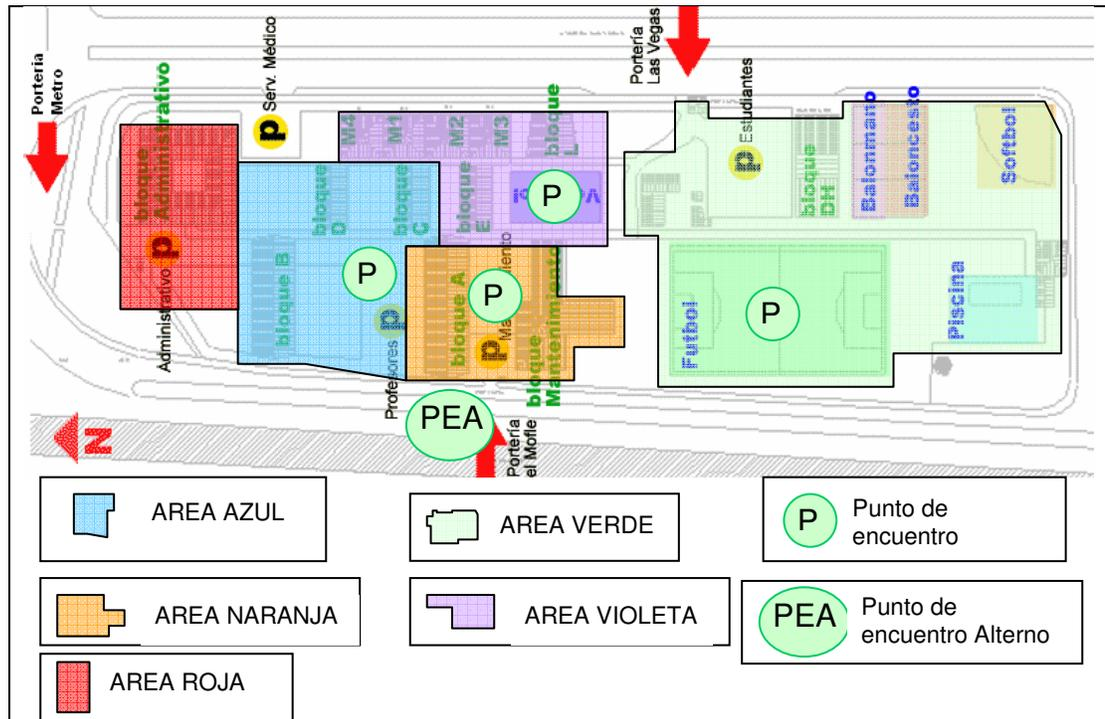 Portería
Metro
bloque
Administrativo
Administrativo
p
Serv. Médico
p
Portería
Las Vegas
Estudiantes
p
M4
M1
M2
M3
bloque
L
bloque
D
bloque
C
bloque
E
P
bloque B
P
Profesores
p
bloque A
P
p
bloque
Mantenimiento
bloque
DH
Balonmano
Baloncesto
Softbol
Futbol
P
Piscina
PEA
Portería
el Mofle
N
AREA AZUL
AREA VERDE
P
Punto de
encuentro
AREA NARANJA
AREA VIOLETA
PEA
Punto de
encuentro Alterno
AREA ROJA